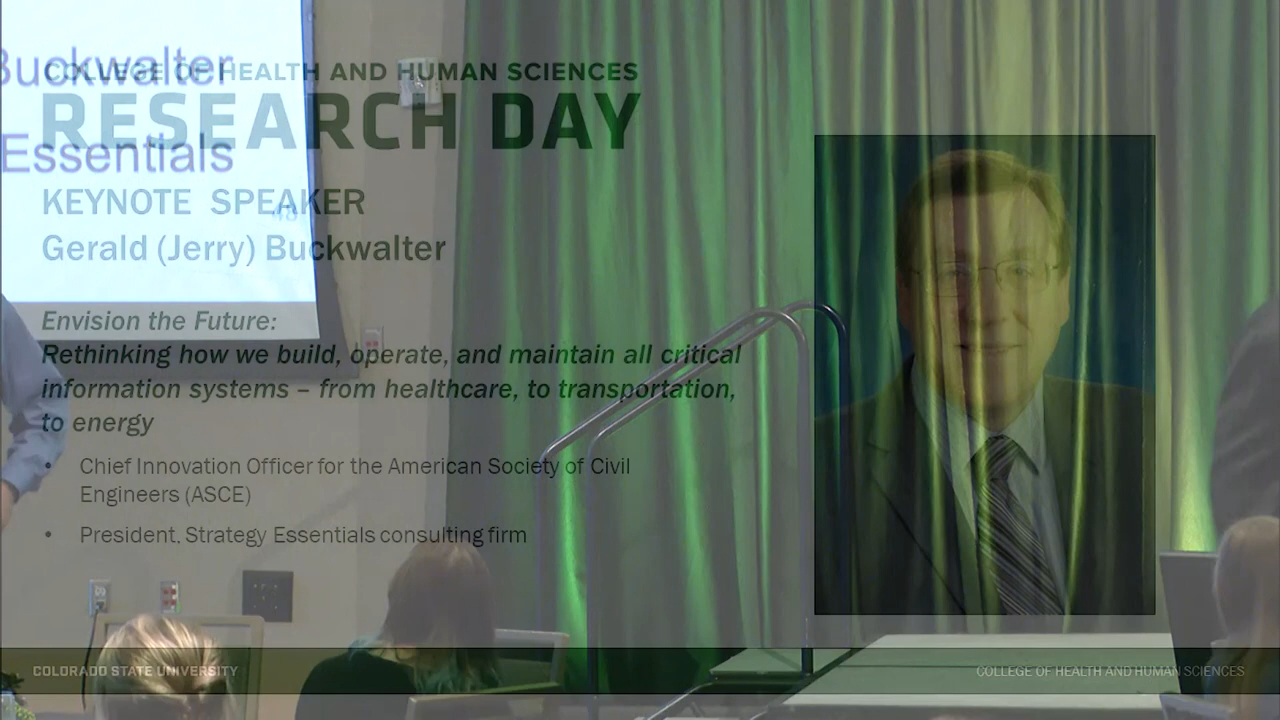 Buckwalter
Essentials
COLLEGE OF HEALTH AND HUMAN SCIENCES
RESEARCH DAY
KEYNOTE SPEAKER
Gerald (Jerry) Buckwalter
Envision the Future:
Rethinking how we build, operate, and maintain all critical
information systems – from healthcare, to transportation,
to energy
• Chief Innovation Officer for the American Society of Civil
Engineers (ASCE)
• President, Strategy Essentials consulting firm
COLORADO STATE UNIVERSITY
COLLEGE OF HEALTH AND HUMAN SCIENCES